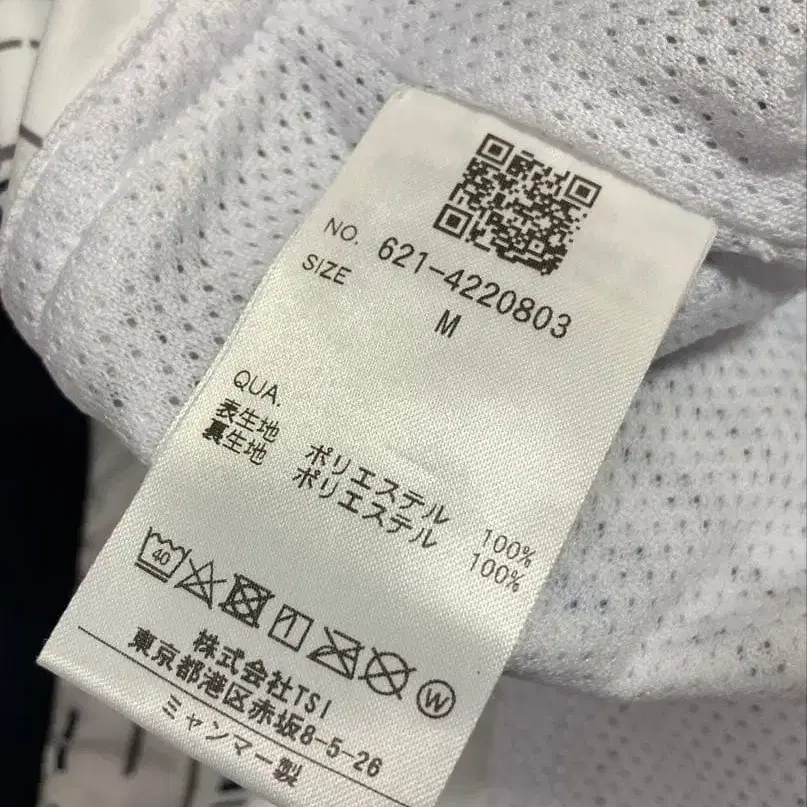 NO. 621-4220803
SIZE M
QUA.
表生地 ポリエステル 100%
裏生地 ポリエステル 100%
40 W
株式会社TSI
東京都港区赤坂8-5-26
ミャンマー製